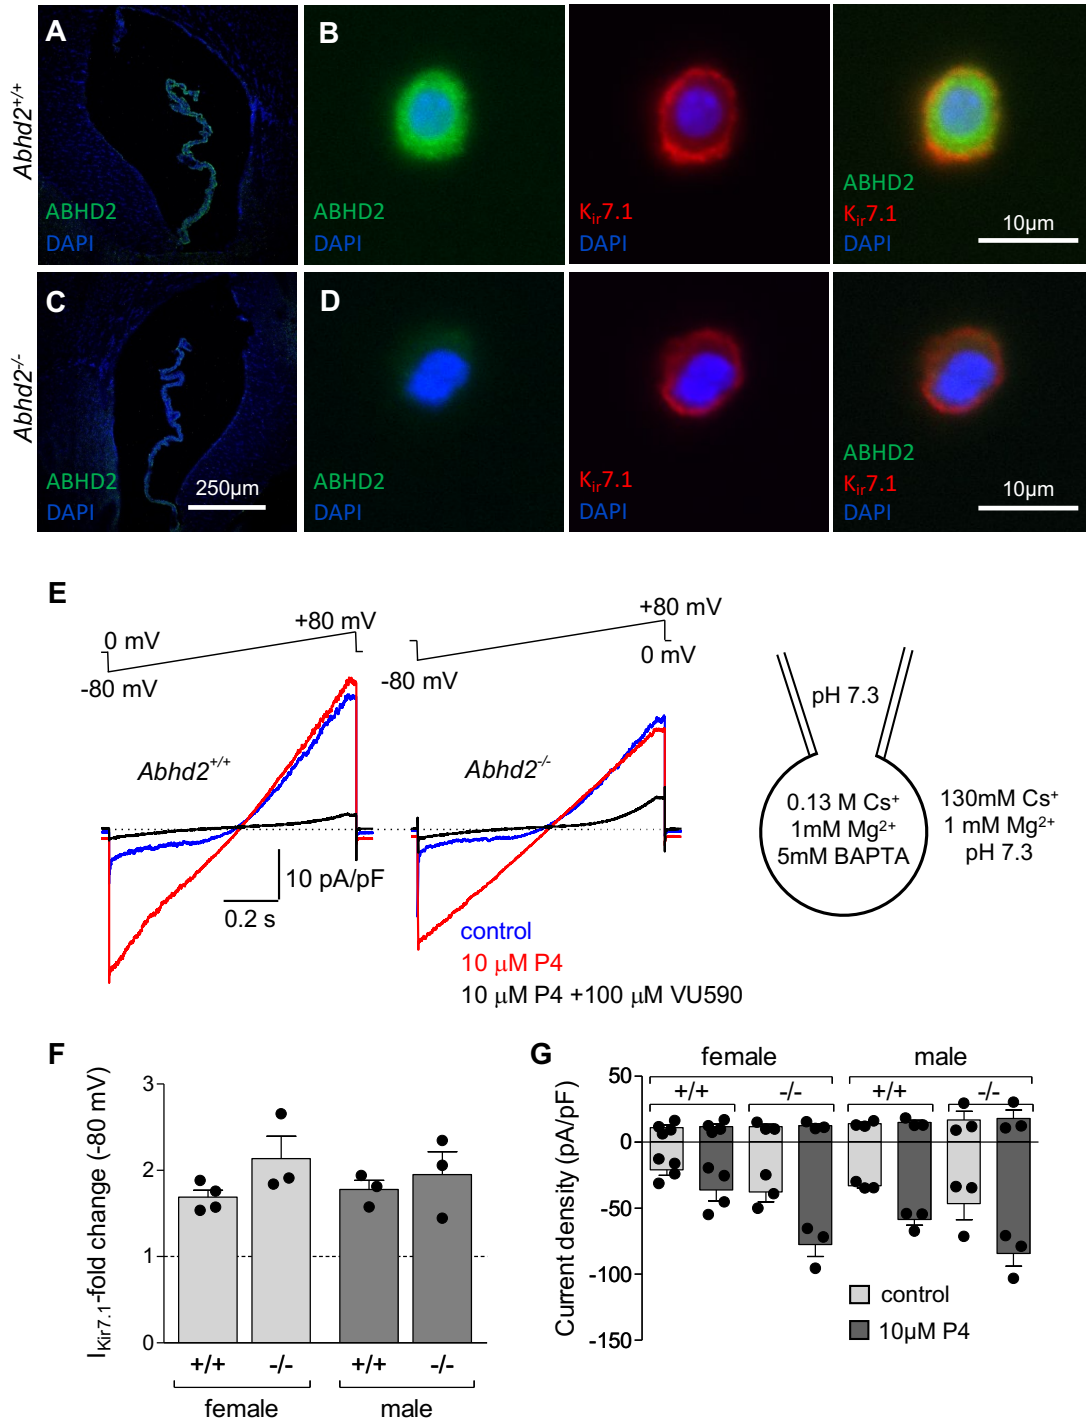 A
B
Abhd2+/+
ABHD2
DAPI
ABHD2
DAPI
Kir7.1
DAPI
ABHD2
Kir7.1
DAPI
10µm
C
D
Abhd2-/-
ABHD2
DAPI
250µm
ABHD2
DAPI
Kir7.1
DAPI
ABHD2
Kir7.1
DAPI
10µm
E
0 mV
+80 mV
-80 mV
+80 mV
0 mV
-80 mV
Abhd2+/+
Abhd2-/-
10 pA/pF
0.2 s
control
10 µM P4
10 µM P4 +100 µM VU590
pH 7.3
0.13 M Cs+
1mM Mg2+
5mM BAPTA
130mM Cs+
1 mM Mg2+
pH 7.3
F
IKir7.1-fold change (-80 mV)
3
2
1
0
+/+
-/-
+/+
-/-
female
male
G
female
male
+/+
-/-
+/+
-/-
Current density (pA/pF)
50
0
-50
-100
-150
control
10µM P4